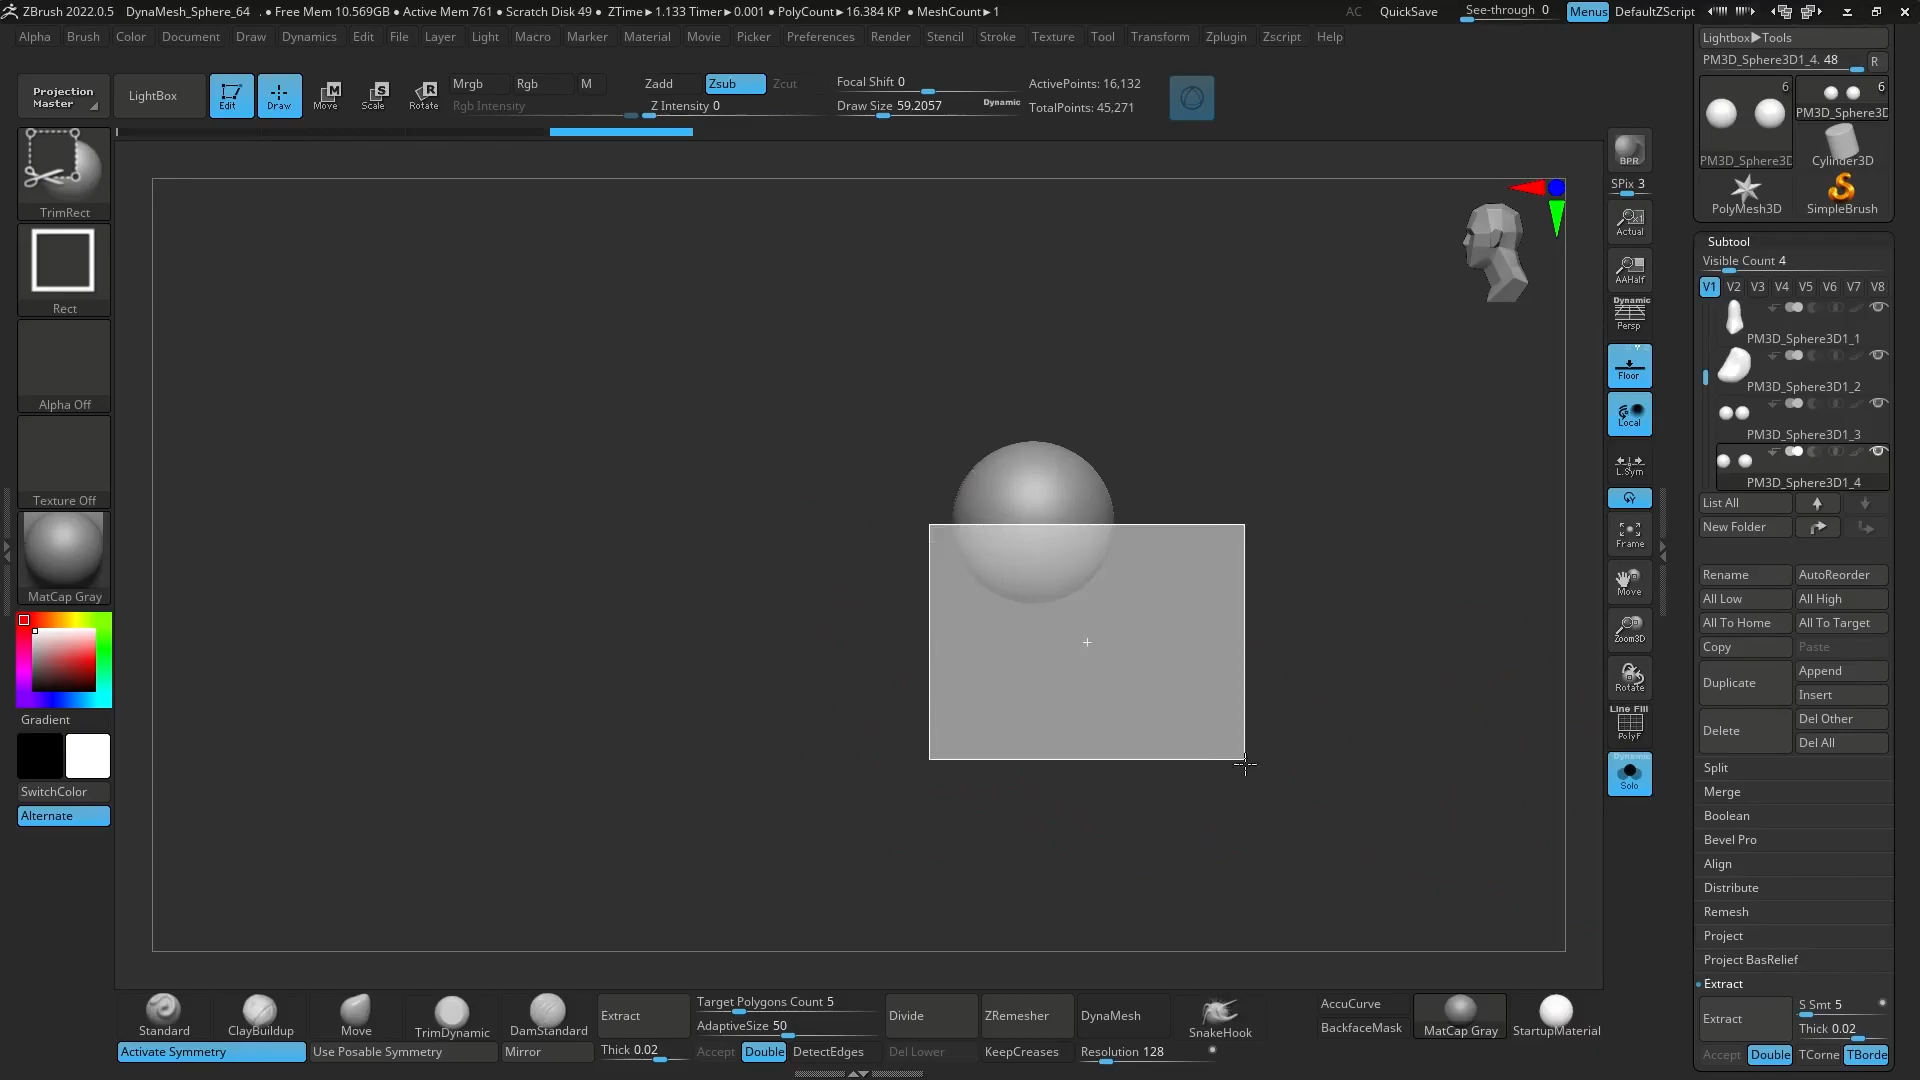 ZBrush 2022.0.5 DynaMesh_Sphere_64 . • Free Mem 10.569GB • Active Mem 761 • Scratch Disk 49 • ZTime►1.133 Timer►0.001 • PolyCount►16.384 KP • MeshCount►1 AC QuickSave See-through 0 Menus DefaultZScript
Alpha Brush Color Document Draw Dynamics Edit File Layer Light Macro Marker Material Movie Picker Preferences Render Stencil Stroke Texture Tool Transform Zplugin Zscript Help
Projection
Master
LightBox
Edit
Draw
Move
Scale
Rotate
Mrgb Rgb M
Rgb Intensity
Zadd Zsub Zcut
Z Intensity 0
Focal Shift 0
Draw Size 59.2057
Dynamic
ActivePoints: 16,132
TotalPoints: 45,271
TrimRect
Rect
Alpha Off
Texture Off
MatCap Gray
Gradient
SwitchColor
Alternate
BPR
SPix 3
Actual
AAHalf
Dynamic
Persp
Floor
Local
L.Sym
Frame
Move
Zoom3D
Rotate
Line Fill
PolyF
Dynamic
Solo
Lightbox►Tools
PM3D_Sphere3D1_4. 48 R
6
PM3D_Sphere3D
6
PM3D_Sphere3D
Cylinder3D
PolyMesh3D
SimpleBrush
Subtool
Visible Count 4
V1 V2 V3 V4 V5 V6 V7 V8
PM3D_Sphere3D1_1
PM3D_Sphere3D1_2
PM3D_Sphere3D1_3
PM3D_Sphere3D1_4
List All
New Folder
Rename AutoReorder
All Low All High
All To Home All To Target
Copy Paste
Duplicate
Append
Insert
Delete
Del Other
Del All
Split
Merge
Boolean
Bevel Pro
Align
Distribute
Remesh
Project
Project BasRelief
Extract
Extract
S Smt 5
Thick 0.02
Accept Double TCorne TBorde
Standard
ClayBuildup
Move
TrimDynamic
DamStandard
Extract
Target Polygons Count 5
AdaptiveSize 50
Divide
ZRemesher
DynaMesh
SnakeHook
AccuCurve
BackfaceMask
MatCap Gray
StartupMaterial
Activate Symmetry
Use Posable Symmetry
Mirror
Thick 0.02
Accept
Double
DetectEdges
Del Lower
KeepCreases
Resolution 128